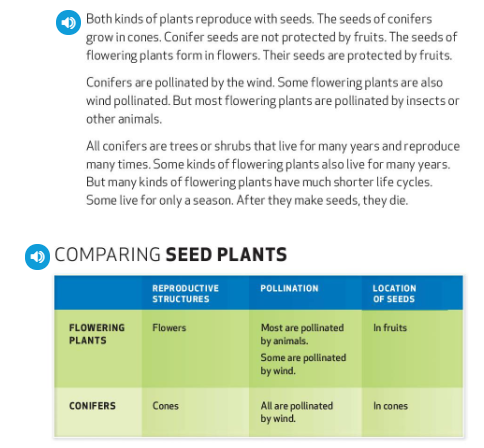 Both kinds of plants reproduce with seeds. The seeds of conifers
grow in cones. Conifer seeds are not protected by fruits. The seeds of
flowering plants form in flowers. Their seeds are protected by fruits.
Conifers are pollinated by the wind. Some flowering plants are also
wind pollinated. But most flowering plants are pollinated by insects or
other animals.
All conifers are trees or shrubs that live for many years and reproduce
many times. Some kinds of flowering plants also live for many years.
But many kinds of flowering plants have much shorter life cycles.
Some live for only a season. After they make seeds, they die.
COMPARING SEED PLANTS
REPRODUCTIVE
STRUCTURES
POLLINATION
LOCATION
OF SEEDS
FLOWERING
PLANTS
Flowers
Most are pollinated
by animals.
Some are pollinated
by wind.
In fruits
CONIFERS
Cones
All are pollinated
by wind.
In cones